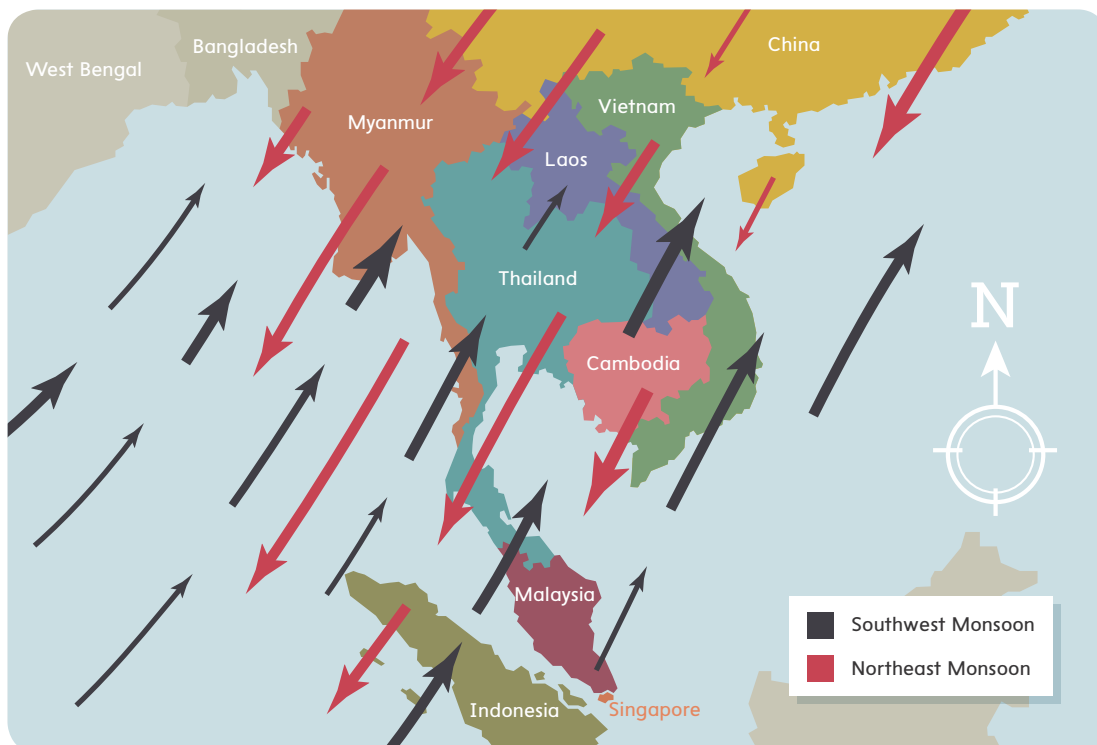 West Bengal
Bangladesh
China
Myanmur
Vietnam
Laos
Thailand
Cambodia
N
Malaysia
Indonesia
Singapore
Southwest Monsoon
Northeast Monsoon